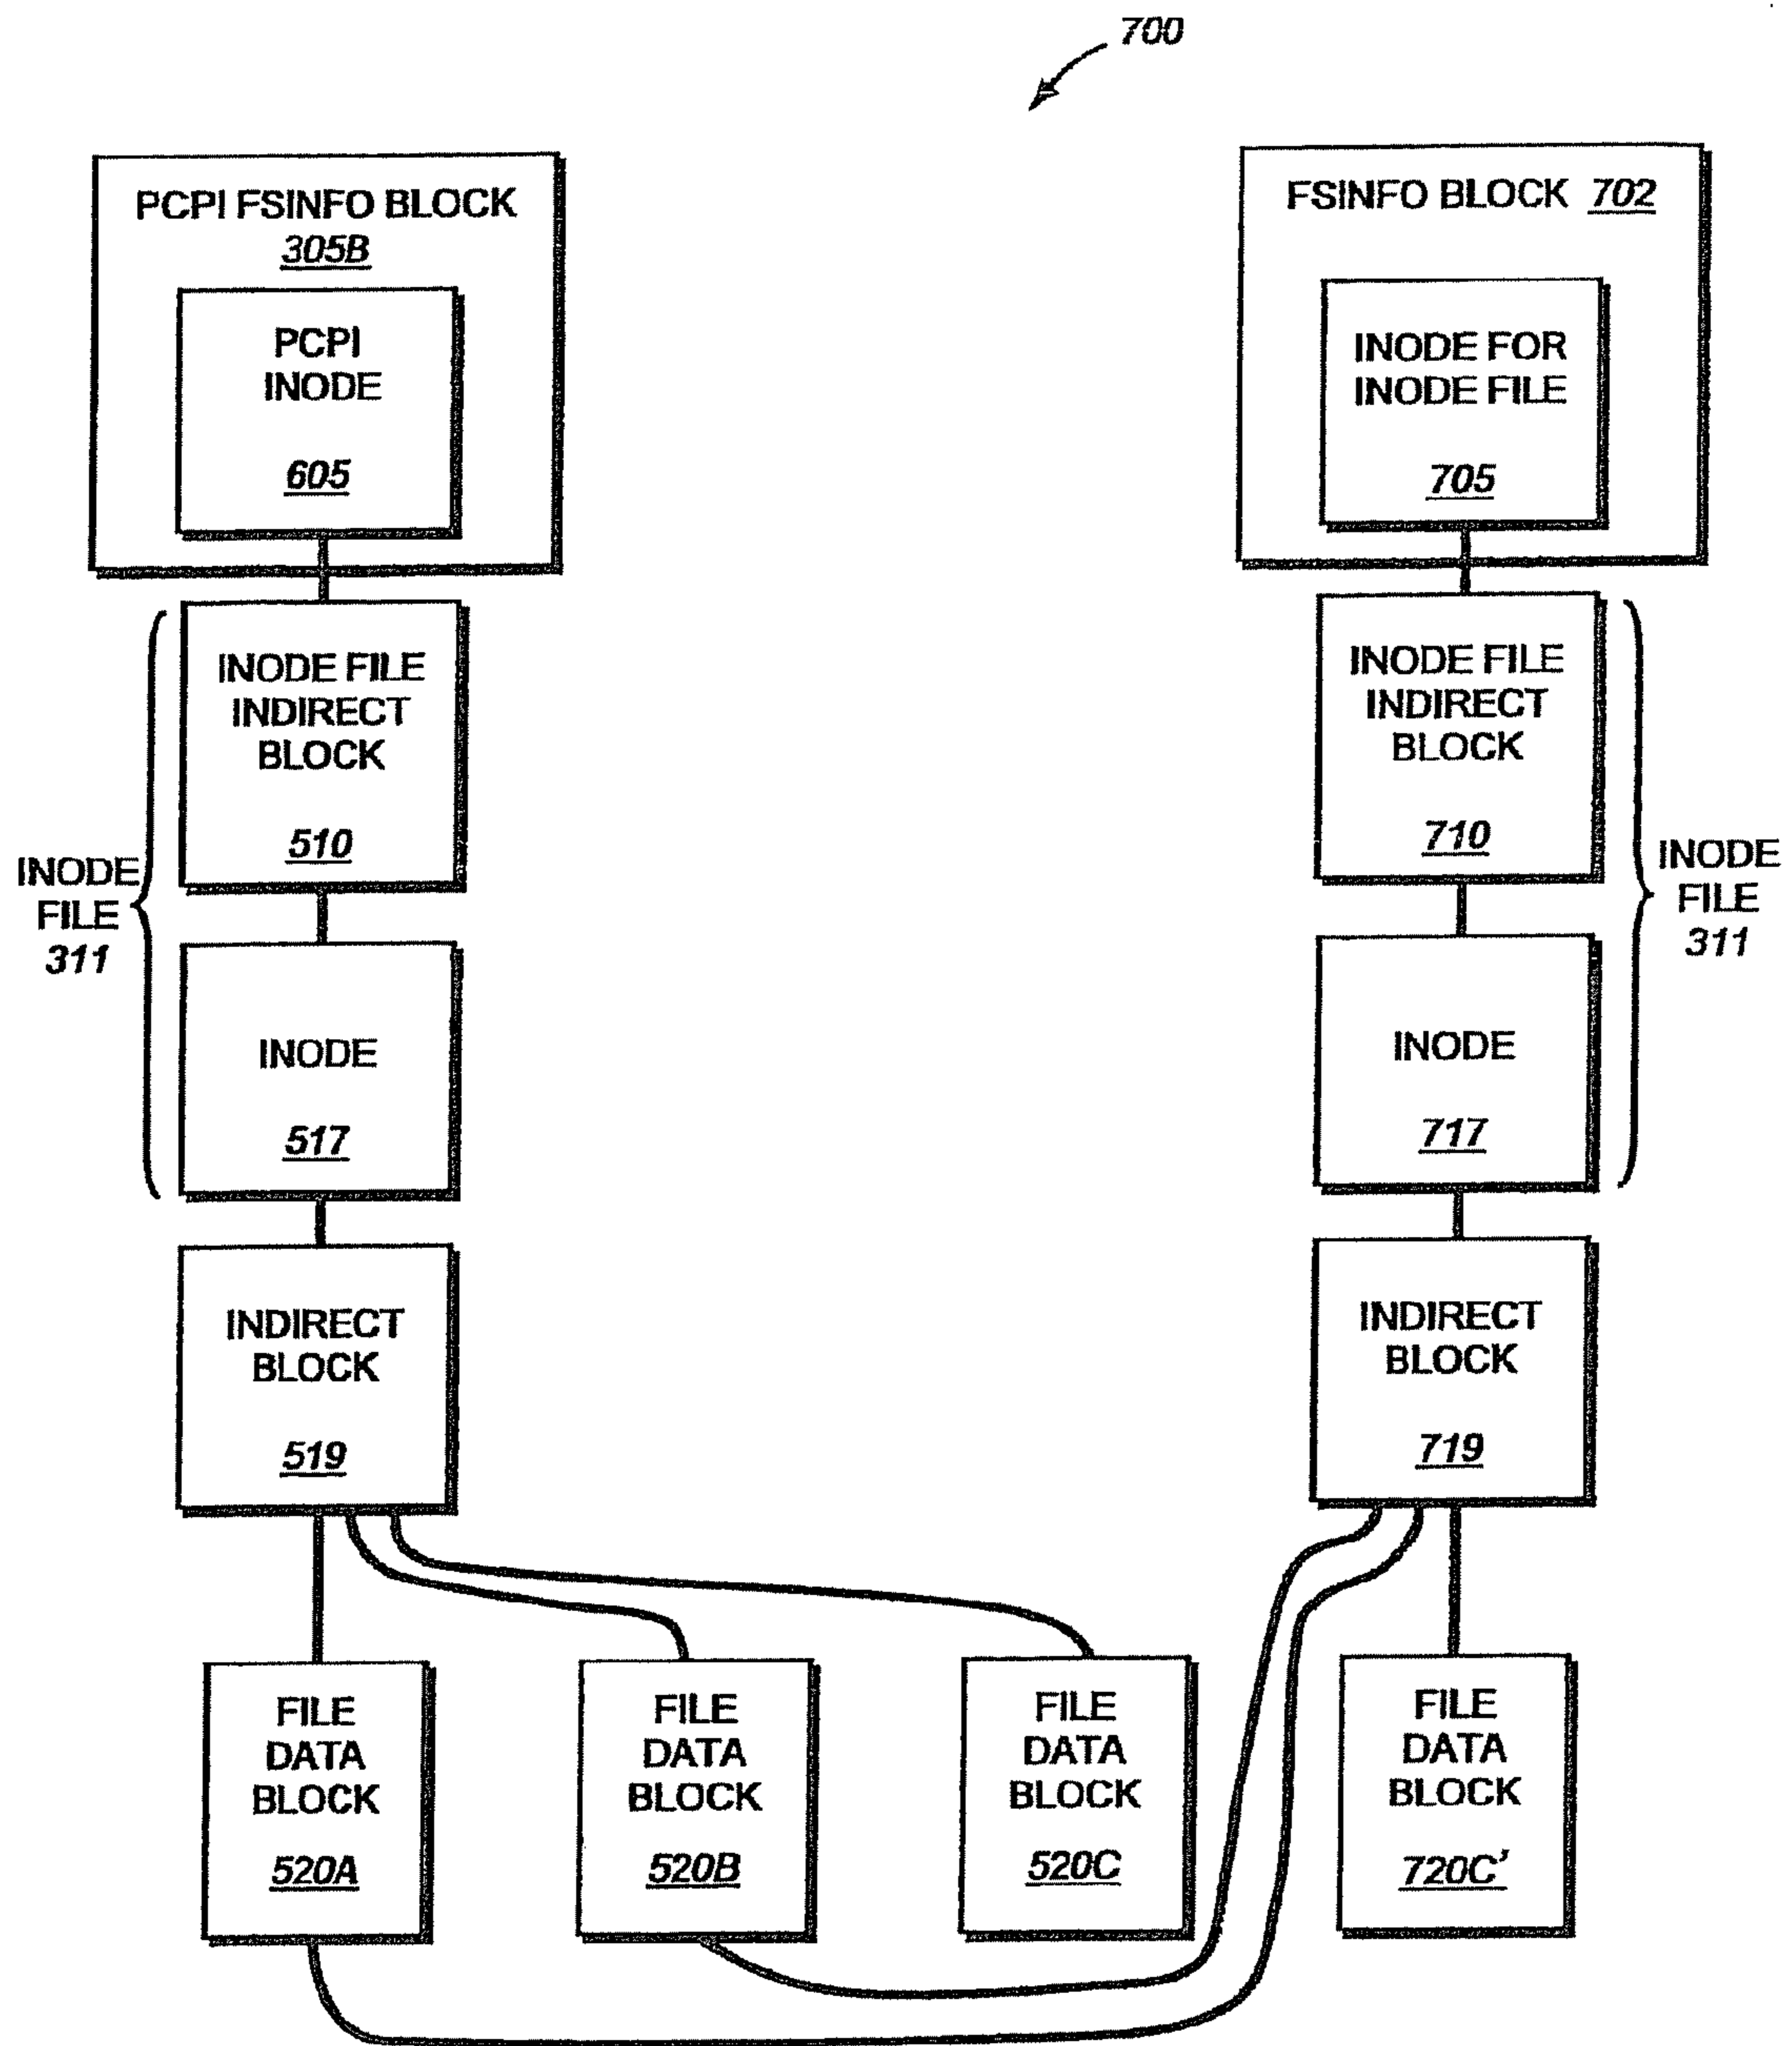 700
PCPI FSINFO BLOCK
305B
PCPI
INODE
605
FSINFO BLOCK 702
INODE FOR
INODE FILE
705
INODE FILE
INDIRECT
BLOCK
510
INODE FILE
INDIRECT
BLOCK
710
INODE
FILE
311
INODE
FILE
311
INODE
517
INODE
717
INDIRECT
BLOCK
519
INDIRECT
BLOCK
719
FILE
DATA
BLOCK
520A
FILE
DATA
BLOCK
520B
FILE
DATA
BLOCK
520C
FILE
DATA
BLOCK
720C'